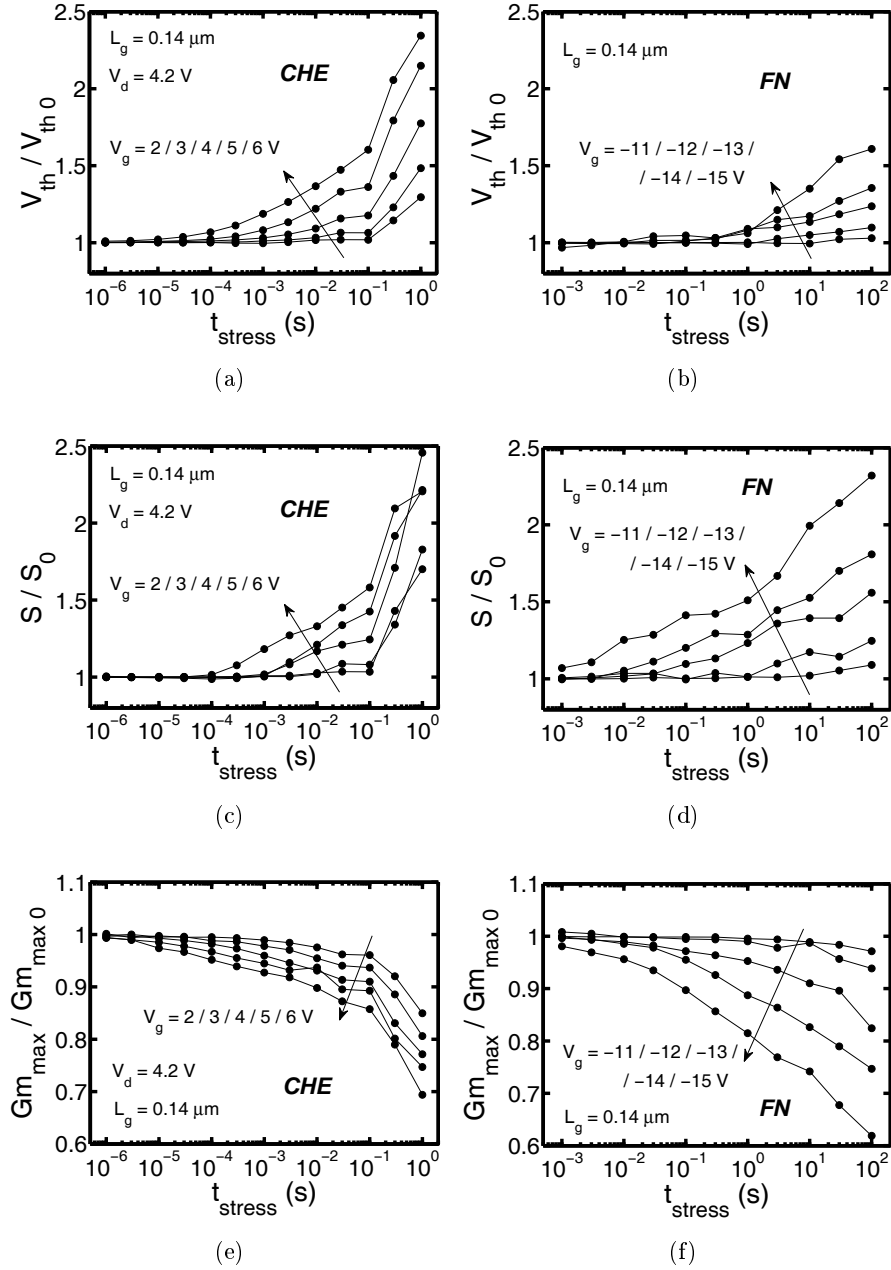 2.5
2
1.5
1
V_th / V_th 0
L_g = 0.14 μm
V_d = 4.2 V
CHE
V_g = 2 / 3 / 4 / 5 / 6 V
10^−6 10^−5 10^−4 10^−3 10^−2 10^−1 10^0
t_stress (s)
(a)
2.5
2
1.5
1
V_th / V_th 0
L_g = 0.14 μm
FN
V_g = −11 / −12 / −13 /
/ −14 / −15 V
10^−3 10^−2 10^−1 10^0 10^1 10^2
t_stress (s)
(b)
2.5
2
1.5
1
S / S_0
L_g = 0.14 μm
V_d = 4.2 V
CHE
V_g = 2 / 3 / 4 / 5 / 6 V
10^−6 10^−5 10^−4 10^−3 10^−2 10^−1 10^0
t_stress (s)
(c)
2.5
2
1.5
1
S / S_0
L_g = 0.14 μm
FN
V_g = −11 / −12 / −13 /
/ −14 / −15 V
10^−3 10^−2 10^−1 10^0 10^1 10^2
t_stress (s)
(d)
1.1
1
0.9
0.8
0.7
0.6
Gm_max / Gm_max 0
V_g = 2 / 3 / 4 / 5 / 6 V
V_d = 4.2 V
CHE
L_g = 0.14 μm
10^−6 10^−5 10^−4 10^−3 10^−2 10^−1 10^0
t_stress (s)
(e)
1.1
1
0.9
0.8
0.7
0.6
Gm_max / Gm_max 0
V_g = −11 / −12 / −13 /
/ −14 / −15 V
FN
L_g = 0.14 μm
10^−3 10^−2 10^−1 10^0 10^1 10^2
t_stress (s)
(f)